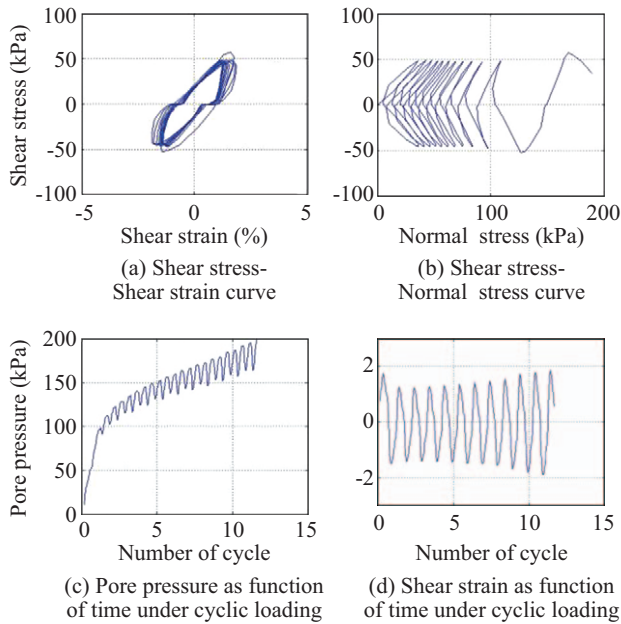 100
50
0
-50
-100
Shear stress (kPa)
-5
0
5
Shear strain (%)
(a) Shear stress-
Shear strain curve
100
50
0
-50
-100
0
100
200
Normal stress (kPa)
(b) Shear stress-
Normal stress curve
200
150
100
50
0
Pore pressure (kPa)
0
5
10
15
Number of cycle
(c) Pore pressure as function
of time under cyclic loading
2
0
-2
0
5
10
15
Number of cycle
(d) Shear strain as function
of time under cyclic loading